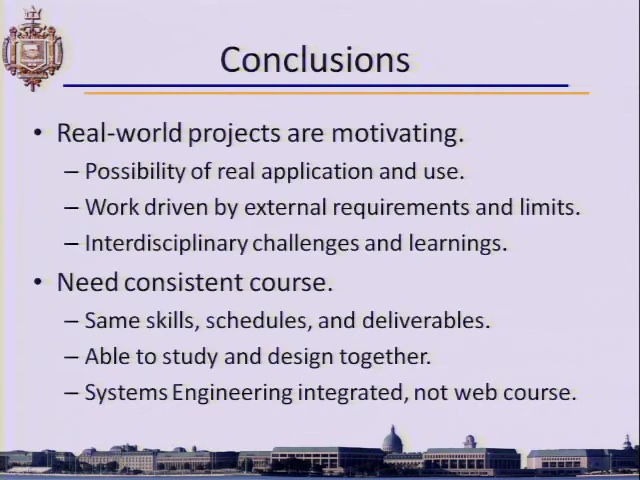 Conclusions
• Real-world projects are motivating.
– Possibility of real application and use.
– Work driven by external requirements and limits.
– Interdisciplinary challenges and learnings.
• Need consistent course.
– Same skills, schedules, and deliverables.
– Able to study and design together.
– Systems Engineering integrated, not web course.